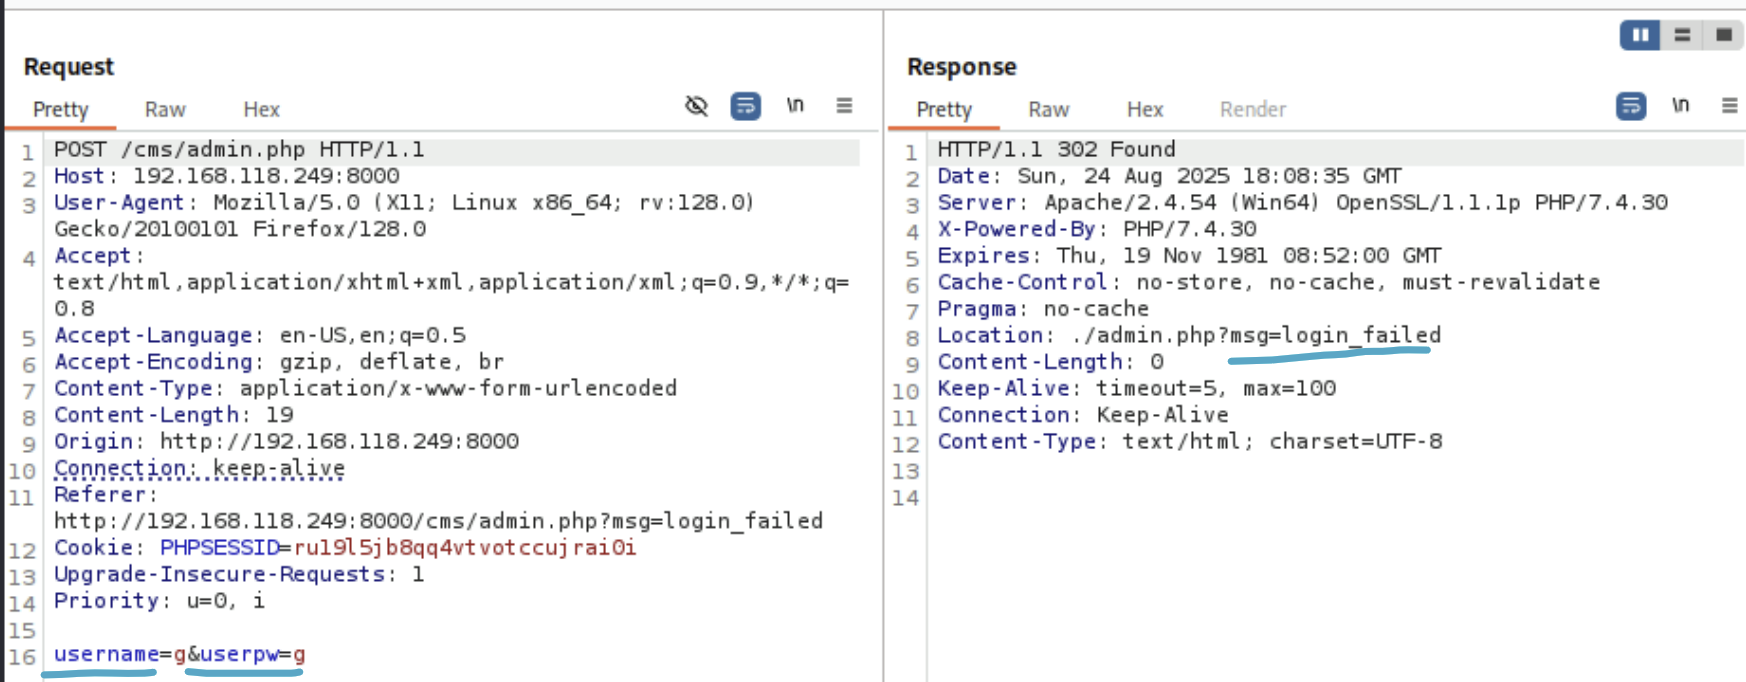 Request
Pretty Raw Hex \n
1 POST /cms/admin.php HTTP/1.1
2 Host: 192.168.118.249:8000
3 User-Agent: Mozilla/5.0 (X11; Linux x86_64; rv:128.0)
Gecko/20100101 Firefox/128.0
4 Accept:
text/html,application/xhtml+xml,application/xml;q=0.9,*/*;q=
0.8
5 Accept-Language: en-US,en;q=0.5
6 Accept-Encoding: gzip, deflate, br
7 Content-Type: application/x-www-form-urlencoded
8 Content-Length: 19
9 Origin: http://192.168.118.249:8000
10 Connection: keep-alive
11 Referer:
http://192.168.118.249:8000/cms/admin.php?msg=login_failed
12 Cookie: PHPSESSID=ru19l5jb8qq4vtvotccujrai0i
13 Upgrade-Insecure-Requests: 1
14 Priority: u=0, i
15
16 username=g&userpw=g
Response
Pretty Raw Hex Render \n
1 HTTP/1.1 302 Found
2 Date: Sun, 24 Aug 2025 18:08:35 GMT
3 Server: Apache/2.4.54 (Win64) OpenSSL/1.1.1p PHP/7.4.30
4 X-Powered-By: PHP/7.4.30
5 Expires: Thu, 19 Nov 1981 08:52:00 GMT
6 Cache-Control: no-store, no-cache, must-revalidate
7 Pragma: no-cache
8 Location: ./admin.php?msg=login_failed
9 Content-Length: 0
10 Keep-Alive: timeout=5, max=100
11 Connection: Keep-Alive
12 Content-Type: text/html; charset=UTF-8
13
14